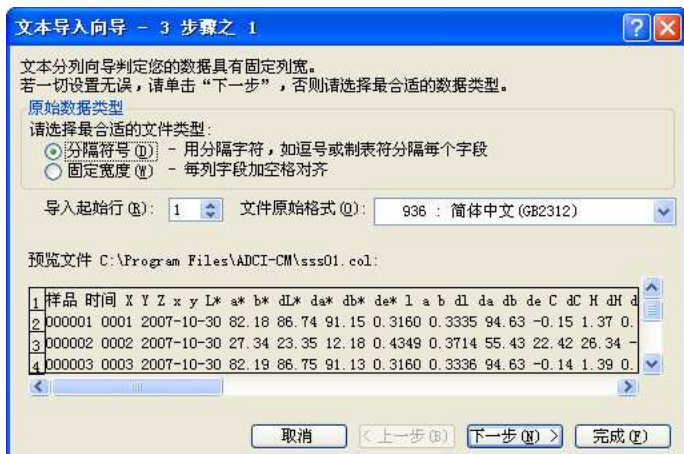 文本导入向导 - 3 步骤之 1
文本分列向导判定您的数据具有固定列宽。
若一切设置无误，请单击“下一步”，否则请选择最合适的数据类型。
原始数据类型
请选择最合适的文件类型:
分隔符号(D) - 用分隔字符，如逗号或制表符分隔每个字段
固定宽度(W) - 每列字段加空格对齐
导入起始行(R): 1 文件原始格式(O): 936 : 简体中文(GB2312)
预览文件 C:\Program Files\ADCI-CM\sss01.col:
1 样品 时间 X Y Z x y L* a* b* dL* da* db* de* l a b dl da db de C dC H dH d
2 000001 0001 2007-10-30 82.18 86.74 91.15 0.3160 0.3335 94.63 -0.15 1.37 0.
3 000002 0002 2007-10-30 27.34 23.35 12.18 0.4349 0.3714 55.43 22.42 26.34 -
4 000003 0003 2007-10-30 82.19 86.75 91.13 0.3160 0.3336 94.63 -0.14 1.39 0.
取消 < 上一步(B) 下一步(N) > 完成(F)